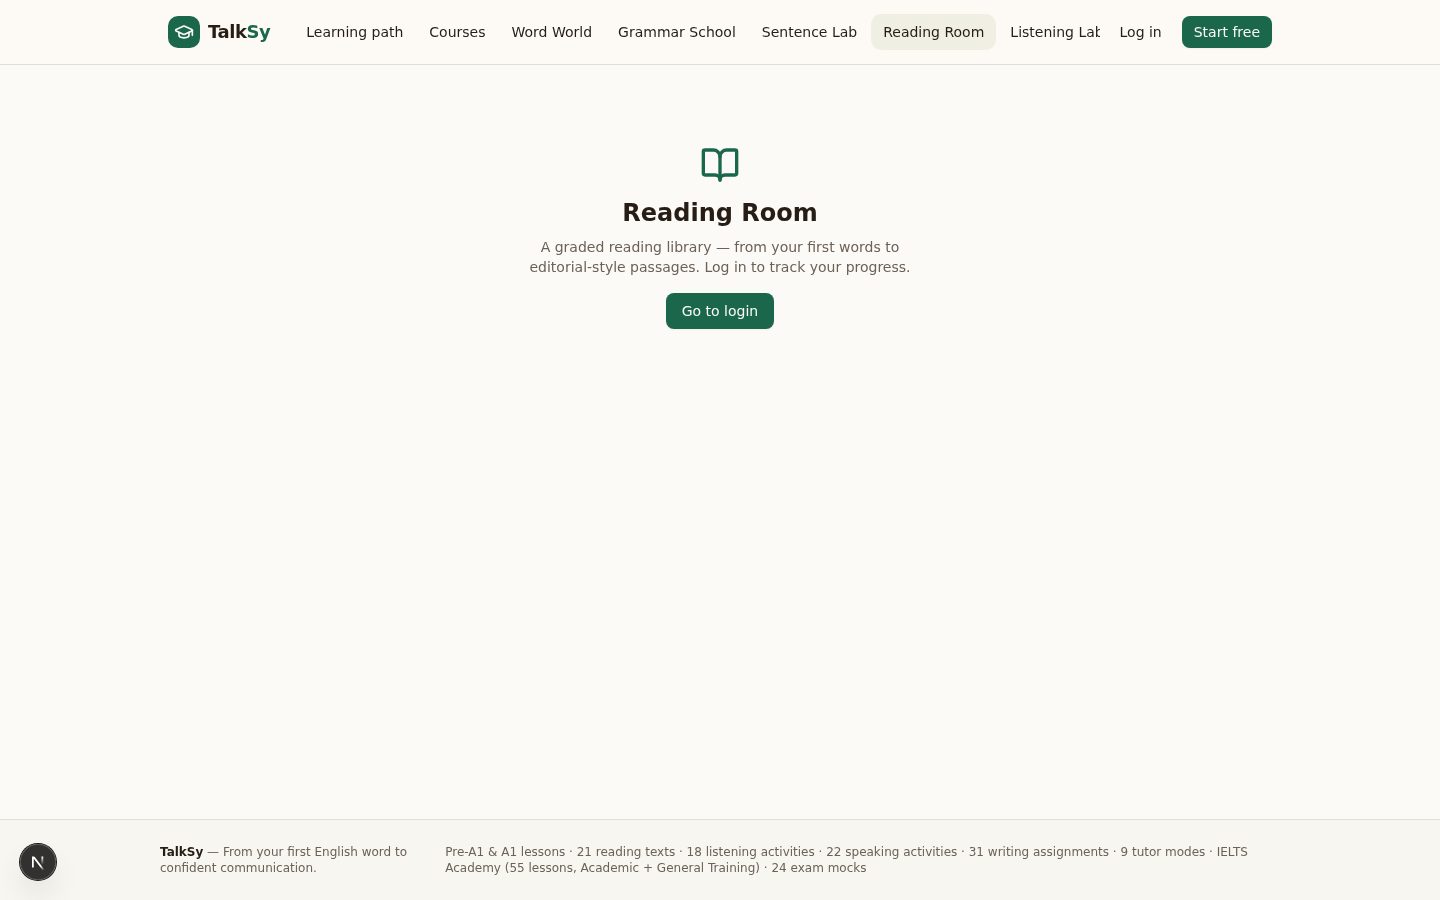 TalkSy
Learning path
Courses
Word World
Grammar School
Sentence Lab
Reading Room
Listening Lab
Log in
Start free
Reading Room
A graded reading library — from your first words to
editorial-style passages. Log in to track your progress.
Go to login
N
TalkSy — From your first English word to
confident communication.
Pre-A1 & A1 lessons · 21 reading texts · 18 listening activities · 22 speaking activities · 31 writing assignments · 9 tutor modes · IELTS
Academy (55 lessons, Academic + General Training) · 24 exam mocks